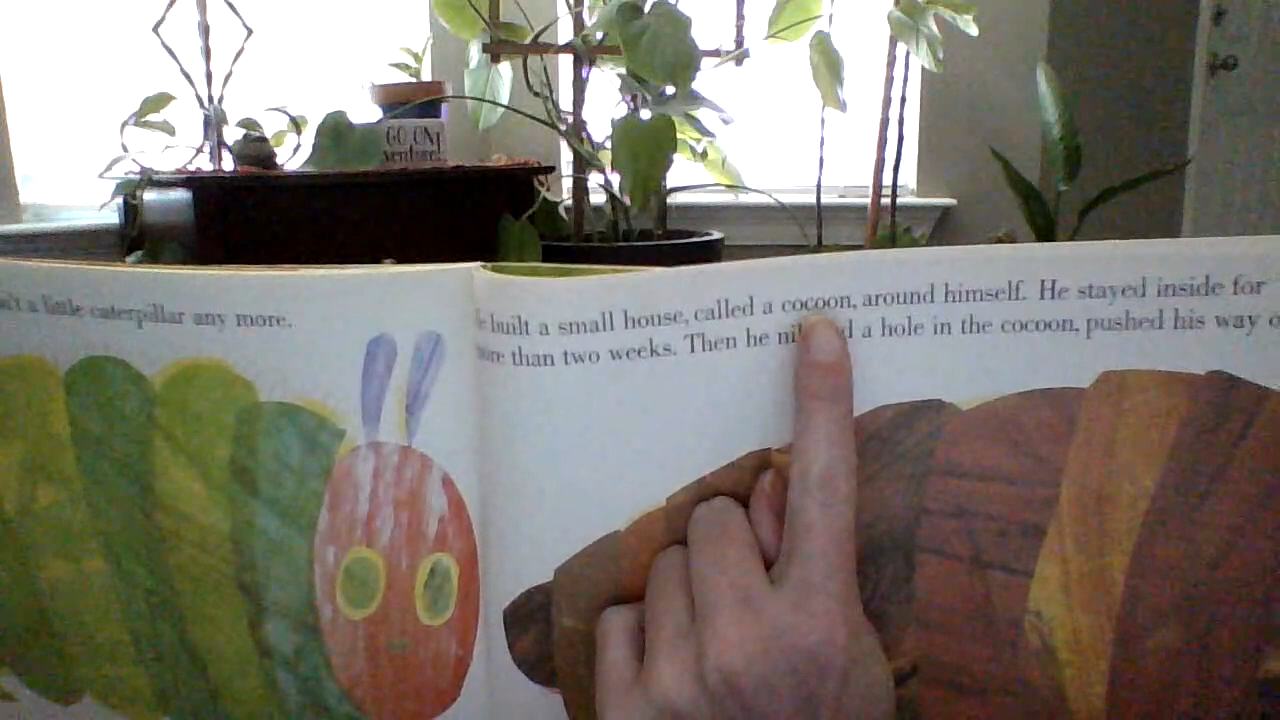 GO ON!
venture!
a little caterpillar any more.
built a small house, called a cocoon, around himself. He stayed inside for
than two weeks. Then he a hole in the cocoon, pushed his way